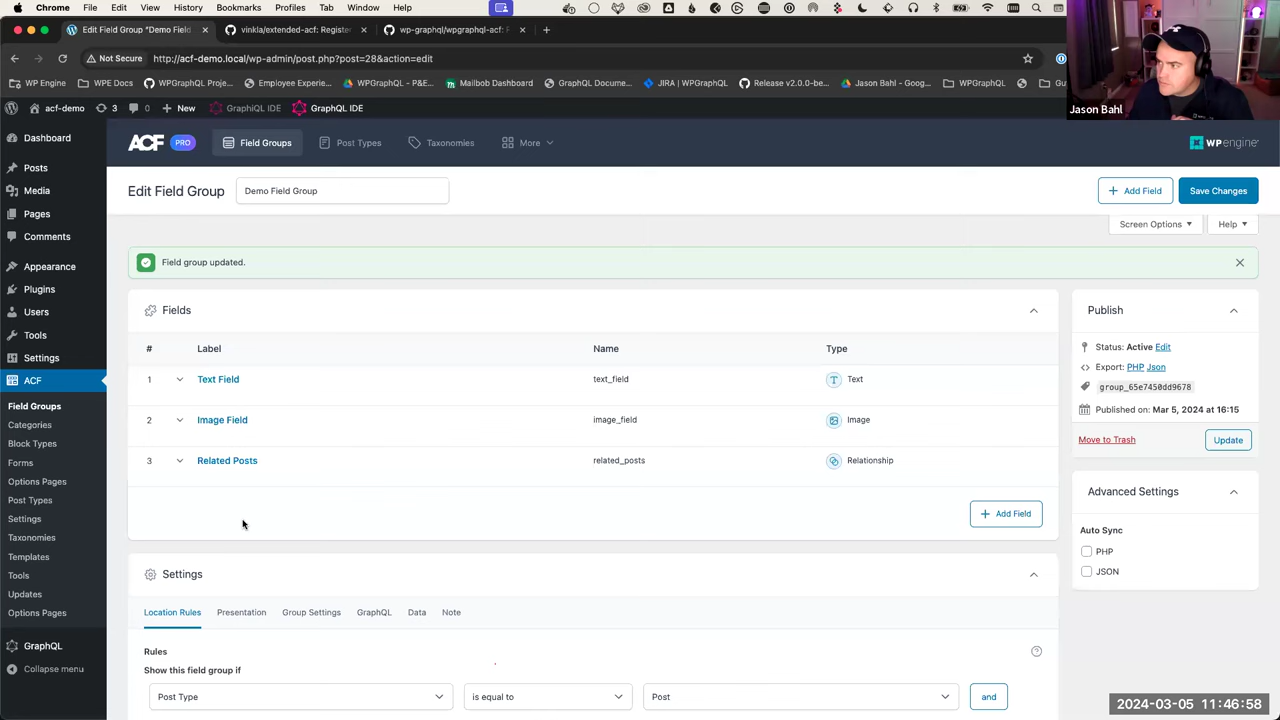 Chrome File Edit View History Bookmarks Profiles Tab Window Help
Edit Field Group "Demo Field
vinkla/extended-acf: Register
wp-graphql/wpgraphql-acf: F
Not Secure http://acf-demo.local/wp-admin/post.php?post=28&action=edit
WP Engine WPE Docs WPGraphQL Proje... Employee Experie... WPGraphQL - P&E... Mailbob Dashboard GraphQL Docume... JIRA | WPGraphQL Release v2.0.0-be... Jason Bahl - Goog... WPGraphQL
Jason Bahl
acf-demo 3 0 New GraphiQL IDE GraphQL IDE
Dashboard
Posts
Media
Pages
Comments
Appearance
Plugins
Users
Tools
Settings
ACF
Field Groups
Categories
Block Types
Forms
Options Pages
Post Types
Settings
Taxonomies
Templates
Tools
Updates
Options Pages
GraphQL
Collapse menu
ACF PRO Field Groups Post Types Taxonomies More
WPengine
Edit Field Group Demo Field Group
Add Field Save Changes
Screen Options Help
Field group updated.
Fields
# Label Name Type
1 Text Field text_field Text
2 Image Field image_field Image
3 Related Posts related_posts Relationship
Add Field
Settings
Location Rules Presentation Group Settings GraphQL Data Note
Rules
Show this field group if
Post Type is equal to Post and
Publish
Status: Active Edit
Export: PHP Json
group_65e7450dd9678
Published on: Mar 5, 2024 at 16:15
Move to Trash Update
Advanced Settings
Auto Sync
PHP
JSON
2024-03-05 11:46:58